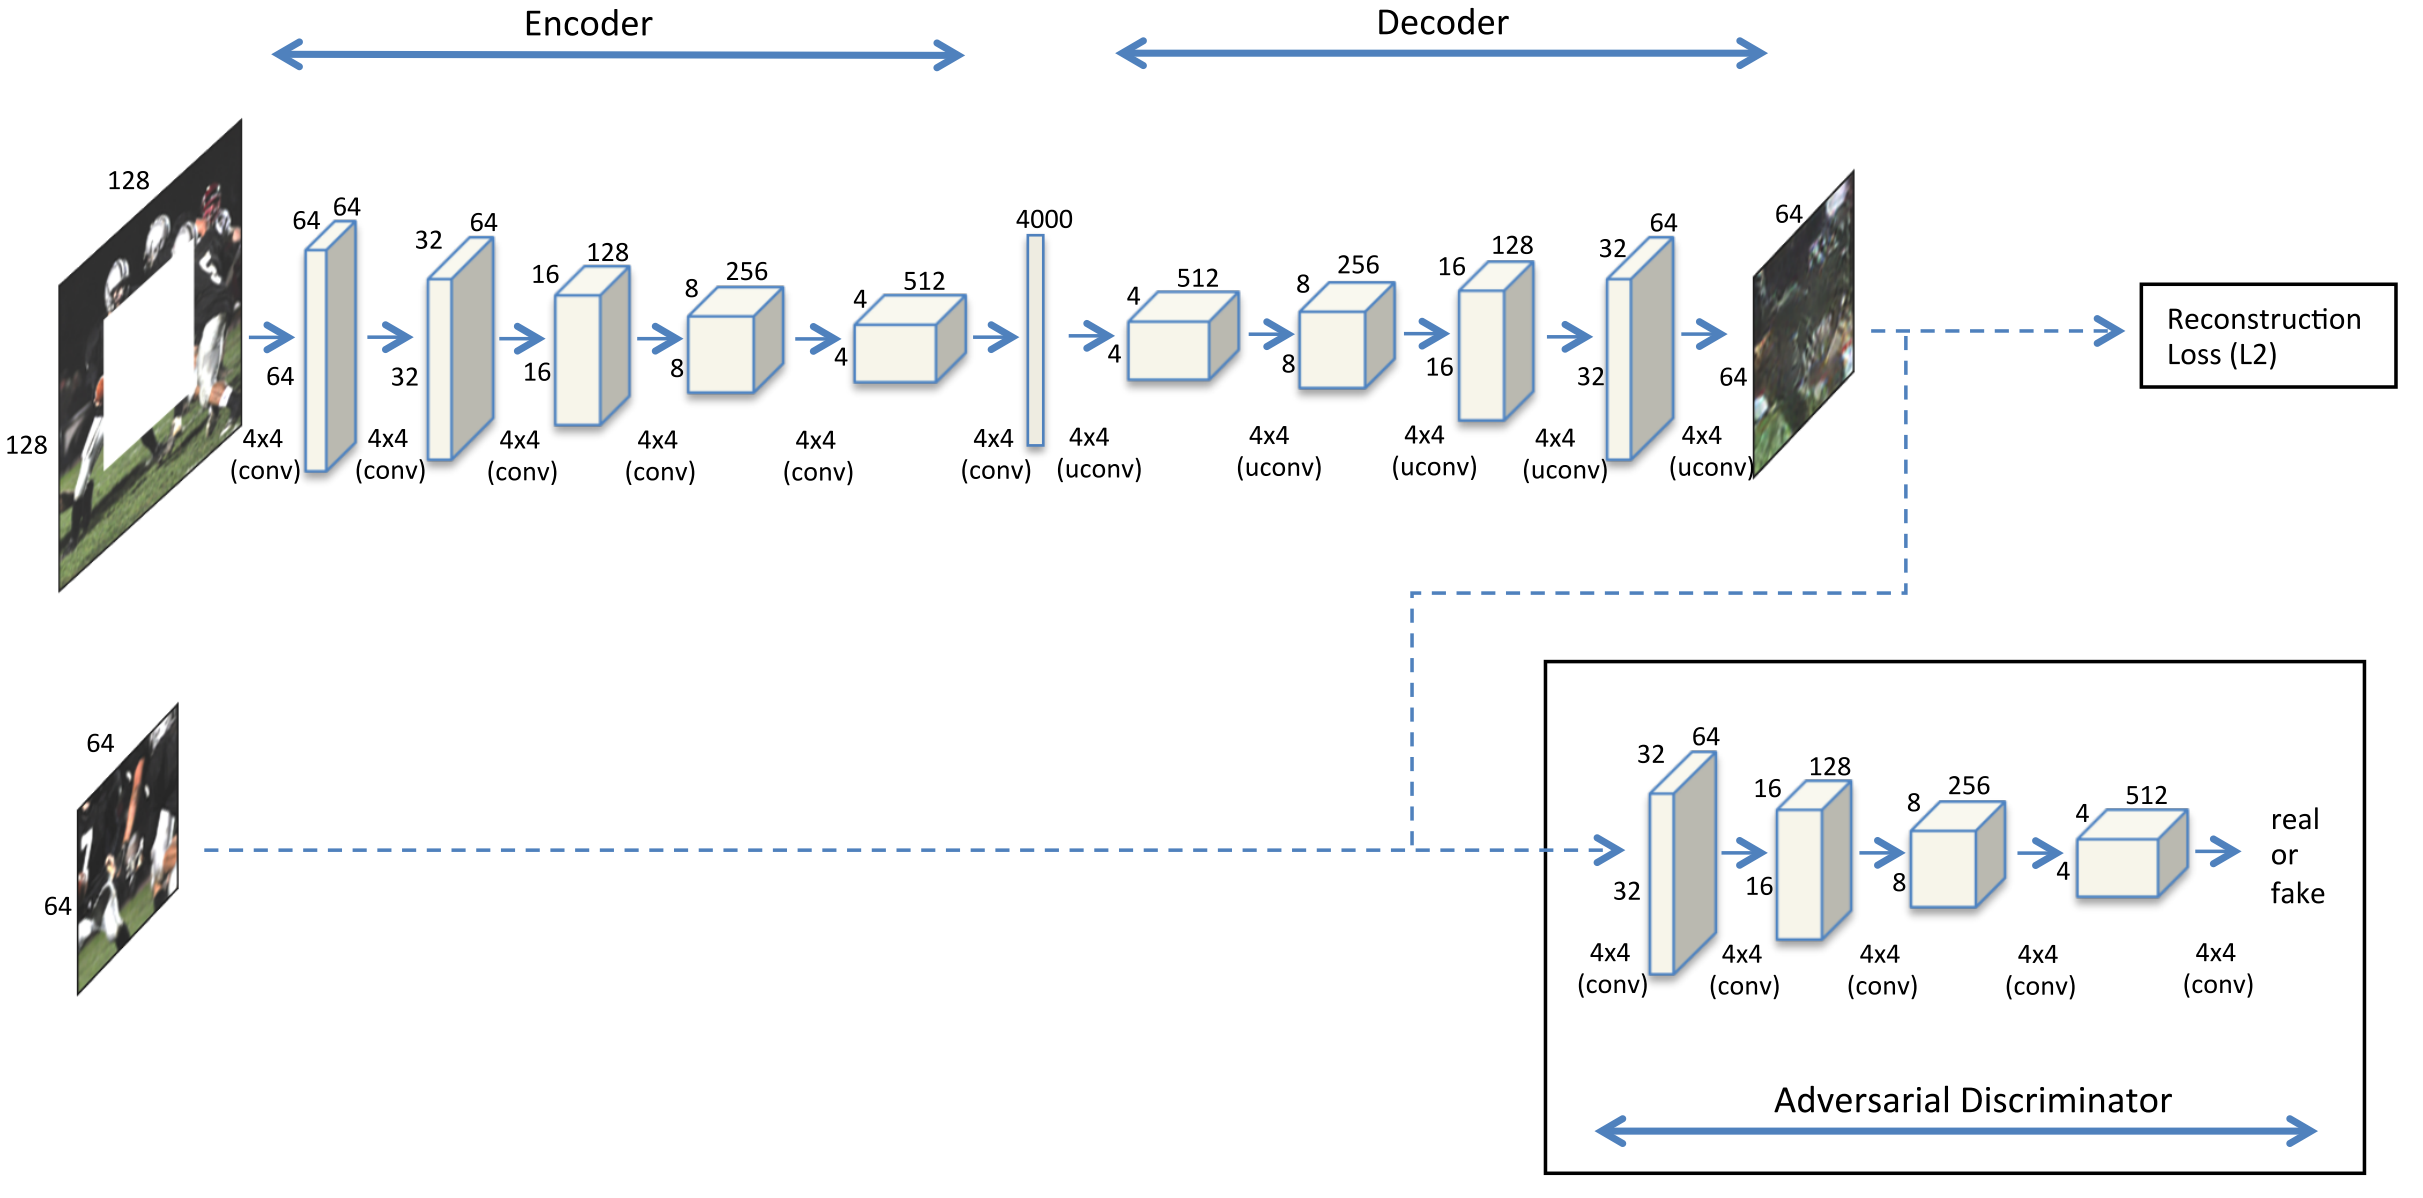 Encoder
Decoder
128
128
64
64
64
4x4
(conv)
32
64
32
4x4
(conv)
16
128
16
4x4
(conv)
8
256
8
4x4
(conv)
4
512
4
4x4
(conv)
4000
4x4
(conv)
4
512
4
4x4
(uconv)
8
256
8
4x4
(uconv)
16
128
16
4x4
(uconv)
32
64
32
4x4
(uconv)
64
64
4x4
(uconv)
Reconstruction
Loss (L2)
64
64
32
64
32
4x4
(conv)
16
128
16
4x4
(conv)
8
256
8
4x4
(conv)
4
512
4
4x4
(conv)
4x4
(conv)
real
or
fake
Adversarial Discriminator
5
7